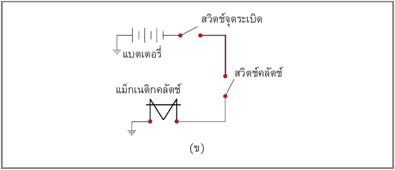 สวิตช์จุดระเบิด
แบตเตอรี่
สวิตช์คลัตช์
แม็กเนติกคลัตช์
(ข)